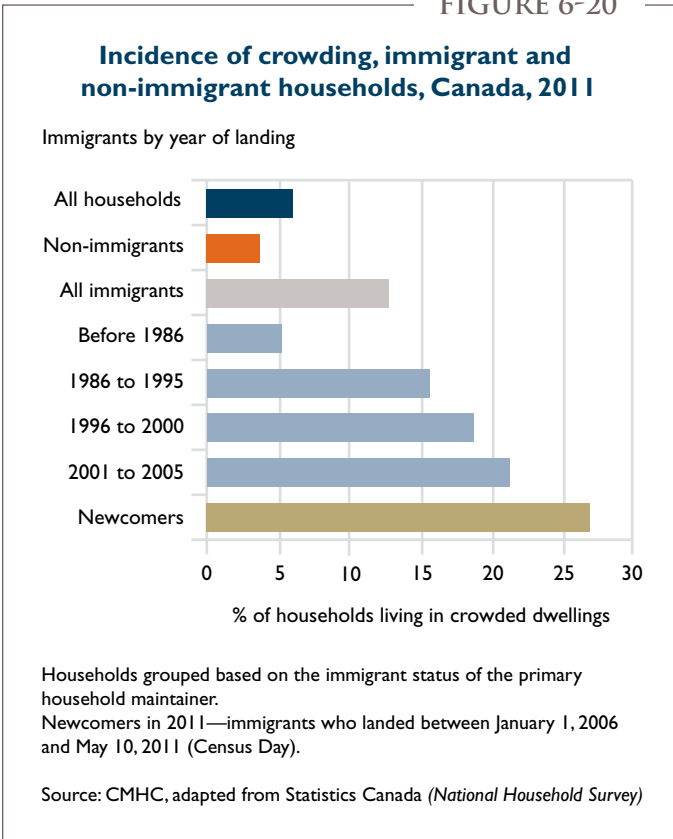 FIGURE 6-20
Incidence of crowding, immigrant and
non-immigrant households, Canada, 2011
Immigrants by year of landing
All households
Non-immigrants
All immigrants
Before 1986
1986 to 1995
1996 to 2000
2001 to 2005
Newcomers
0 5 10 15 20 25 30
% of households living in crowded dwellings
Households grouped based on the immigrant status of the primary
household maintainer.
Newcomers in 2011—immigrants who landed between January 1, 2006
and May 10, 2011 (Census Day).
Source: CMHC, adapted from Statistics Canada (National Household Survey)